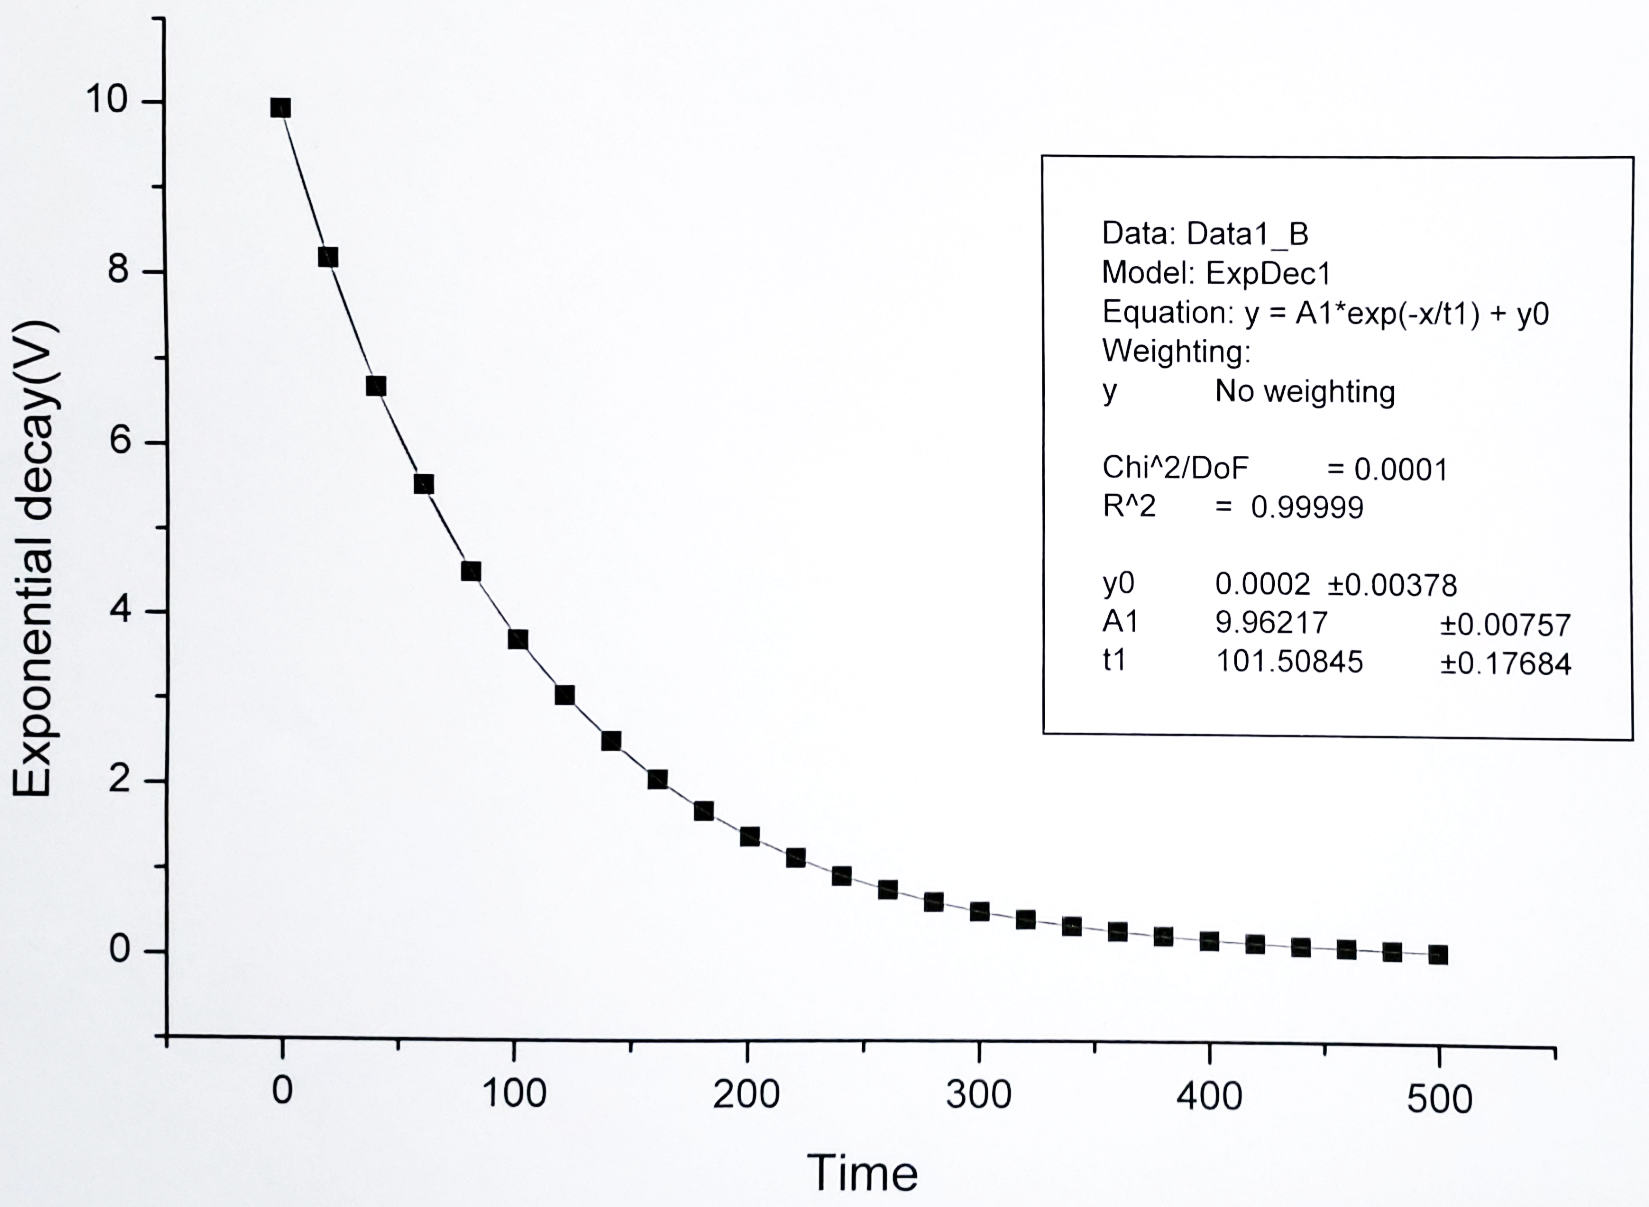 Exponential decay(V)
10
8
6
4
2
0
Data: Data1_B
Model: ExpDec1
Equation: y = A1*exp(-x/t1) + y0
Weighting:
y No weighting
Chi^2/DoF = 0.0001
R^2 = 0.99999
y0 0.0002 ±0.00378
A1 9.96217 ±0.00757
t1 101.50845 ±0.17684
0 100 200 300 400 500
Time